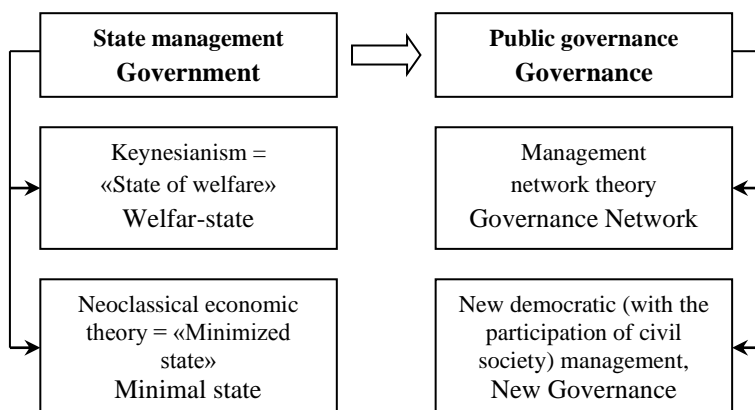 State management
Government
Public governance
Governance
Keynesianism =
«State of welfare»
Welfar-state
Management
network theory
Governance Network
Neoclassical economic
theory = «Minimized
state»
Minimal state
New democratic (with the
participation of civil
society) management,
New Governance